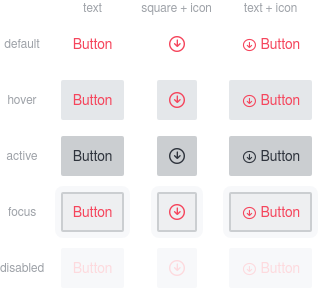 text square + icon text + icon
default Button Button
hover Button Button
active Button Button
focus Button Button
disabled Button Button